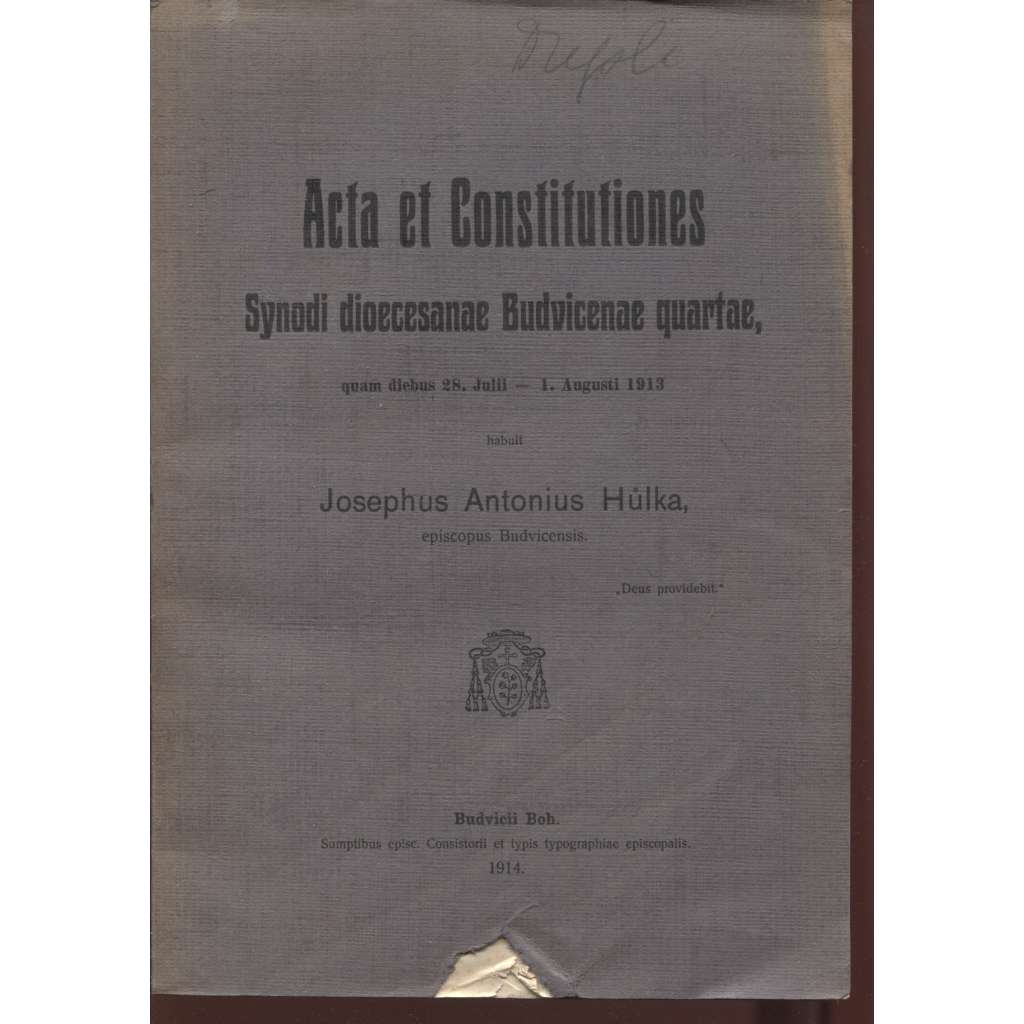 Acta et Constitutiones
Synodi dioecesanae Budvicenae quartae,
quam diebus 28. Julii — 1. Augusti 1913
habuit
Josephus Antonius Hůlka,
episcopus Budvicensis.
„Deus providebit.“
Budvicii Boh.
Sumptibus episc. Consistorii et typis typographiae episcopalis.
1914.